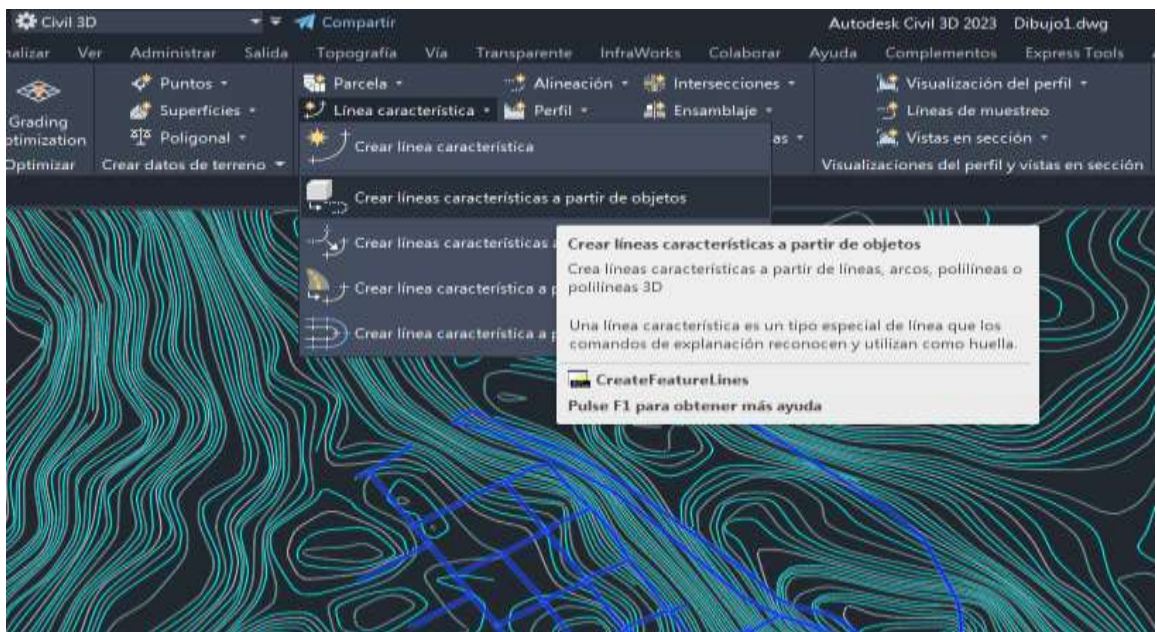 Civil 3D
Compartir
Autodesk Civil 3D 2023 Dibujo1.dwg
nalizar Ver Administrar Salida Topografía Vía Transparente InfraWorks Colaborar Ayuda Complementos Express Tools
Puntos
Parcela
Alineación
Intersecciones
Visualización del perfil
Grading
Superficies
Línea característica
Perfil
Ensamblaje
Líneas de muestreo
ptimization
Poligonal
as
Vistas en sección
Optimizar
Crear datos de terreno
Visualizaciones del perfil y vistas en sección
Crear línea característica
Crear líneas características a partir de objetos
Crear líneas características a
Crear línea característica a p
Crear línea característica a p
Crear líneas características a partir de objetos
Crea líneas características a partir de líneas, arcos, polilíneas o
polilíneas 3D
Una línea característica es un tipo especial de línea que los
comandos de explanación reconocen y utilizan como huella.
CreateFeatureLines
Pulse F1 para obtener más ayuda